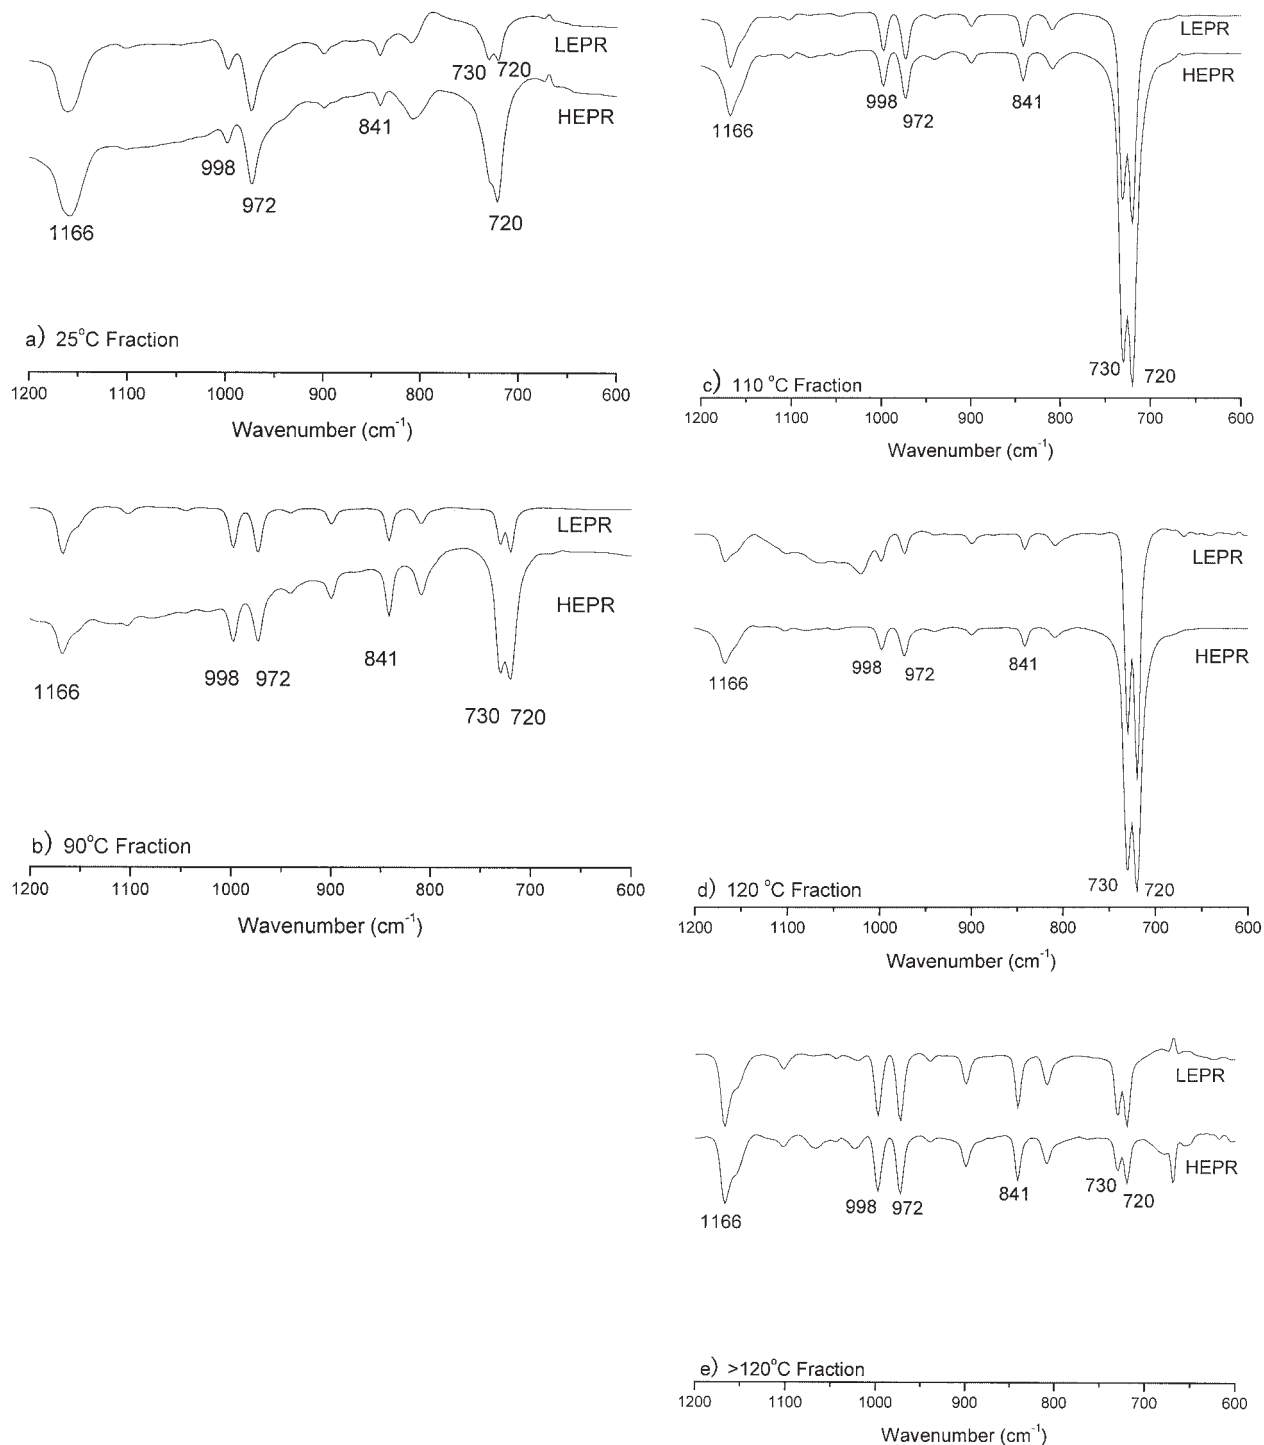 LEPR
730 720
HEPR
841
998
972
1166
720
a) 25°C Fraction
1200 1100 1000 900 800 700 600
Wavenumber (cm⁻¹)
LEPR
HEPR
841
998 972
1166
730 720
b) 90°C Fraction
1200 1100 1000 900 800 700 600
Wavenumber (cm⁻¹)
LEPR
HEPR
998 841
972
1166
730 720
c) 110 °C Fraction
1200 1100 1000 900 800 700 600
Wavenumber (cm⁻¹)
LEPR
HEPR
998 841
972
1166
730 720
d) 120 °C Fraction
1200 1100 1000 900 800 700 600
Wavenumber (cm⁻¹)
LEPR
HEPR
730
841
998 972 720
1166
e) >120°C Fraction
1200 1100 1000 900 800 700 600
Wavenumber (cm⁻¹)